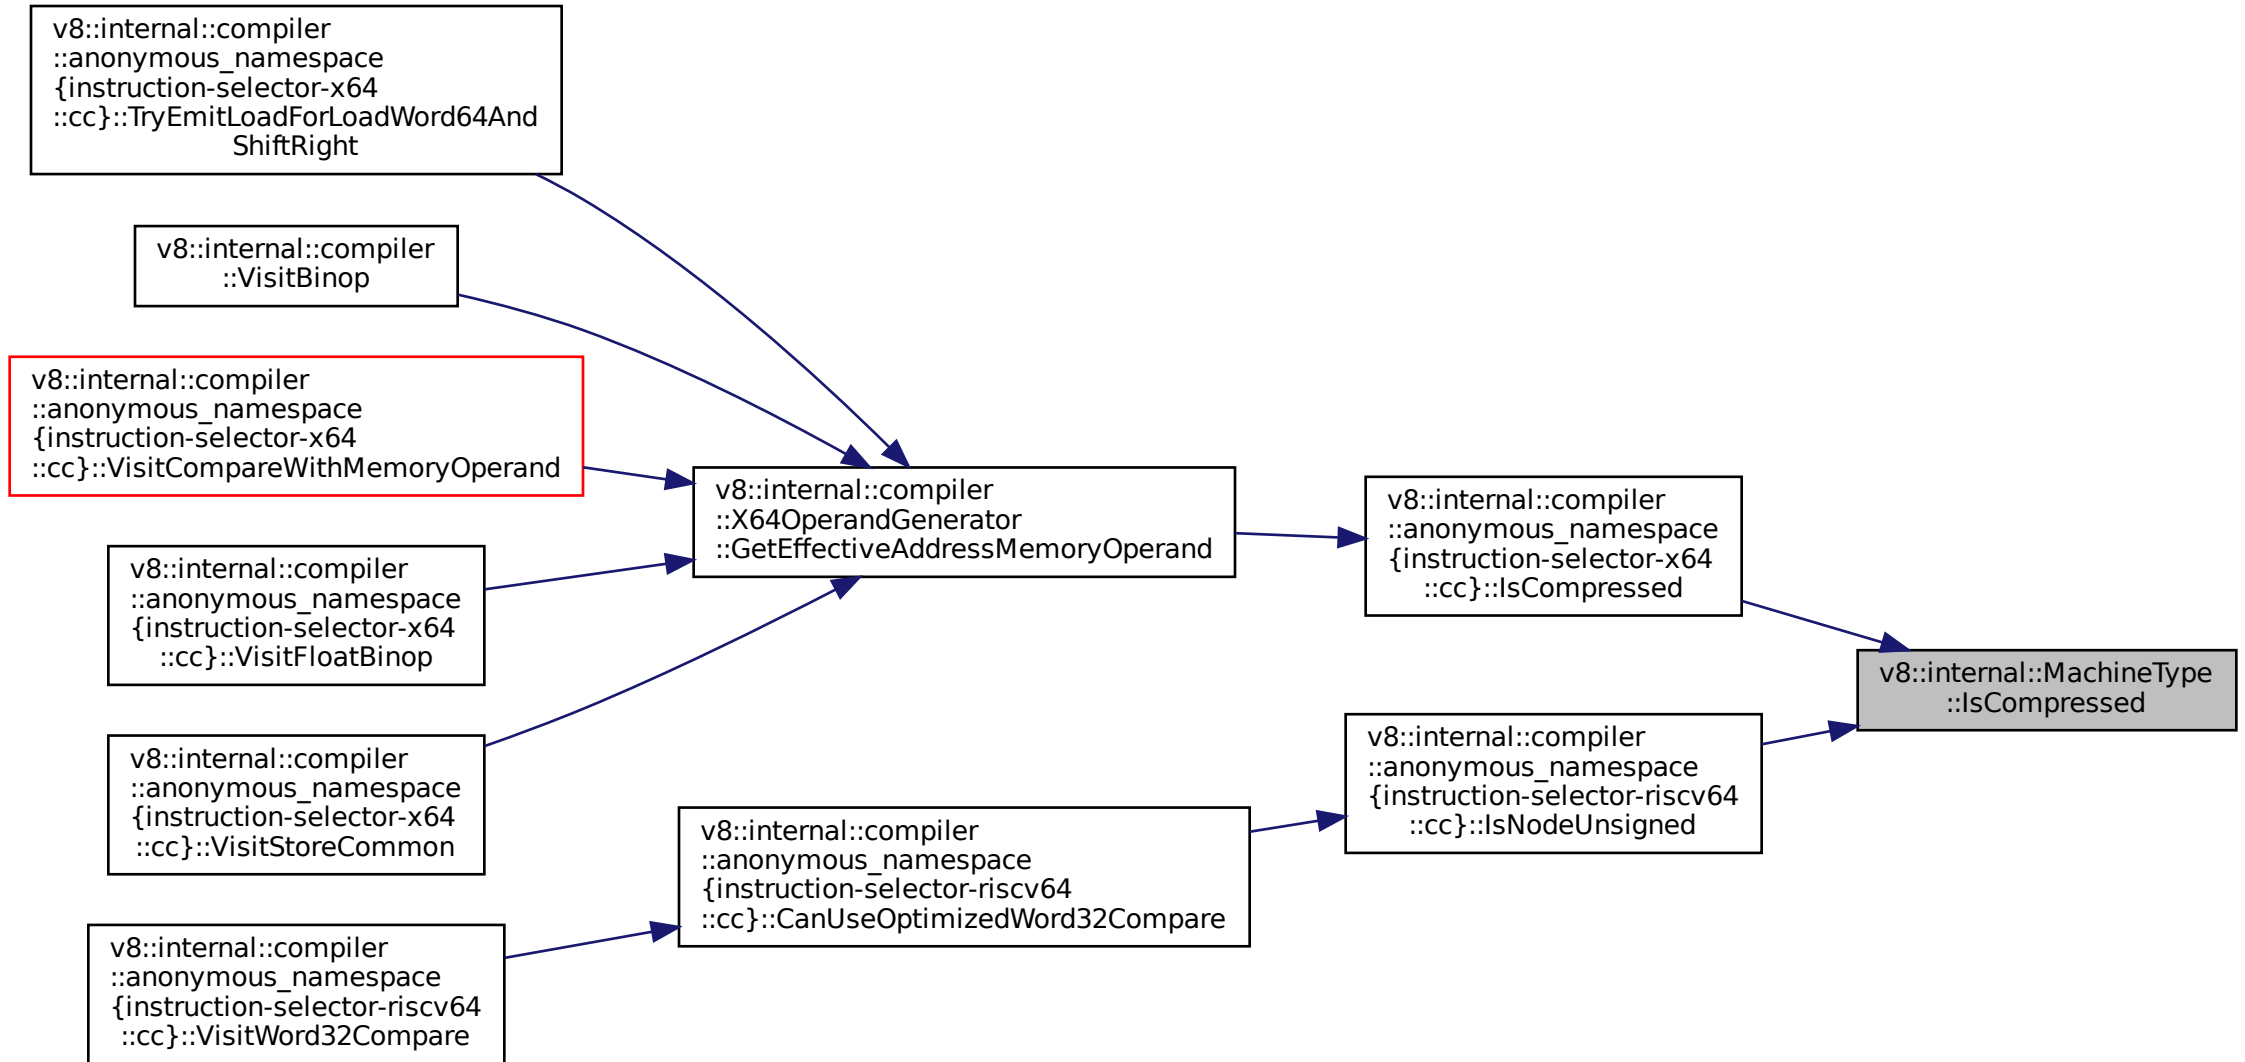 v8::internal::compiler
::anonymous_namespace
{instruction-selector-x64
::cc}::TryEmitLoadForLoadWord64And
ShiftRight
v8::internal::compiler
::VisitBinop
v8::internal::compiler
::anonymous_namespace
{instruction-selector-x64
::cc}::VisitCompareWithMemoryOperand
v8::internal::compiler
::anonymous_namespace
{instruction-selector-x64
::cc}::VisitFloatBinop
v8::internal::compiler
::anonymous_namespace
{instruction-selector-x64
::cc}::VisitStoreCommon
v8::internal::compiler
::anonymous_namespace
{instruction-selector-riscv64
::cc}::VisitWord32Compare
v8::internal::compiler
::X64OperandGenerator
::GetEffectiveAddressMemoryOperand
v8::internal::compiler
::anonymous_namespace
{instruction-selector-riscv64
::cc}::CanUseOptimizedWord32Compare
v8::internal::compiler
::anonymous_namespace
{instruction-selector-x64
::cc}::IsCompressed
v8::internal::compiler
::anonymous_namespace
{instruction-selector-riscv64
::cc}::IsNodeUnsigned
v8::internal::MachineType
::IsCompressed